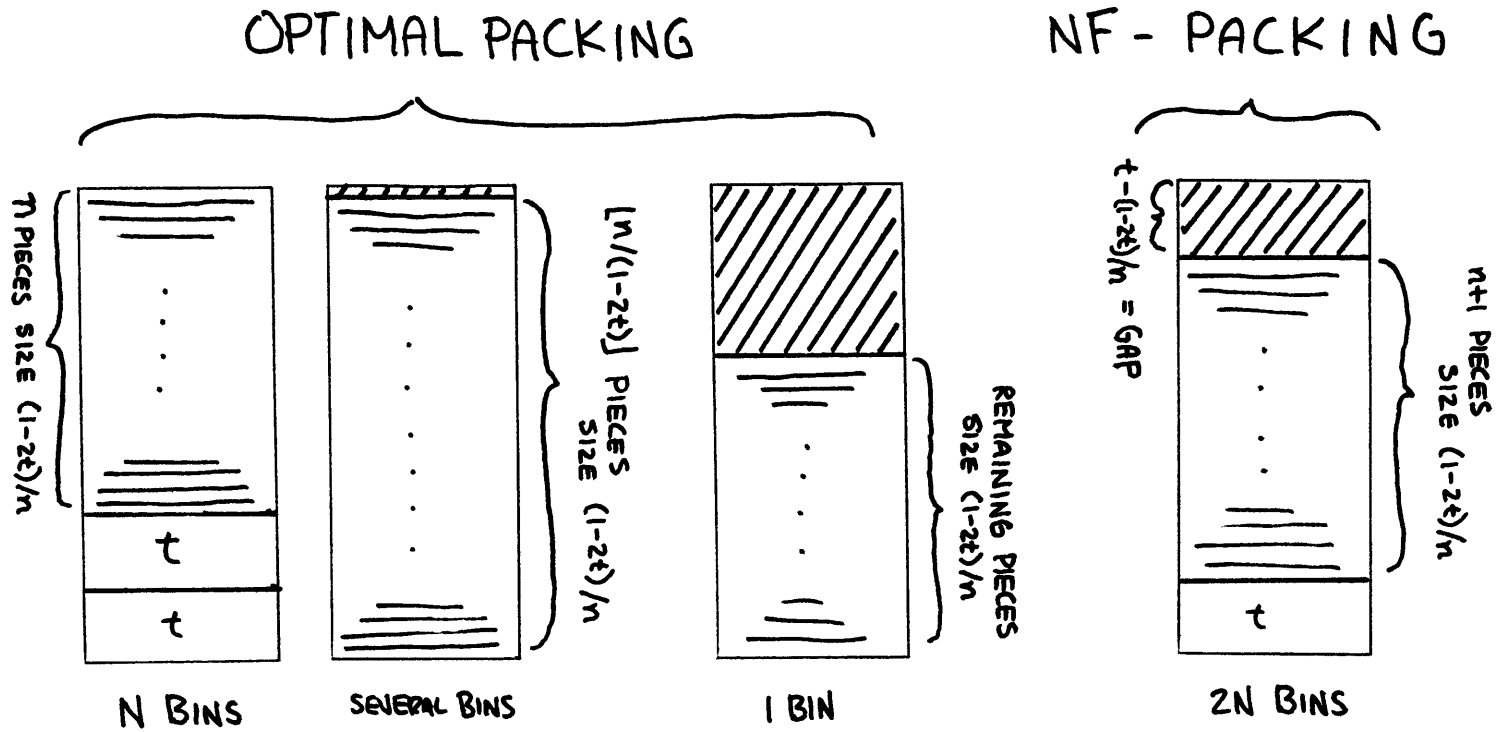 OPTIMAL PACKING
NF - PACKING
n PIECES SIZE (1-2t)/n
t
t
N BINS
⌊n/(1-2t)⌋ PIECES
SIZE (1-2t)/n
SEVERAL BINS
REMAINING PIECES
SIZE (1-2t)/n
1 BIN
t-(1-2t)/n = GAP
n+1 PIECES
SIZE (1-2t)/n
t
2N BINS